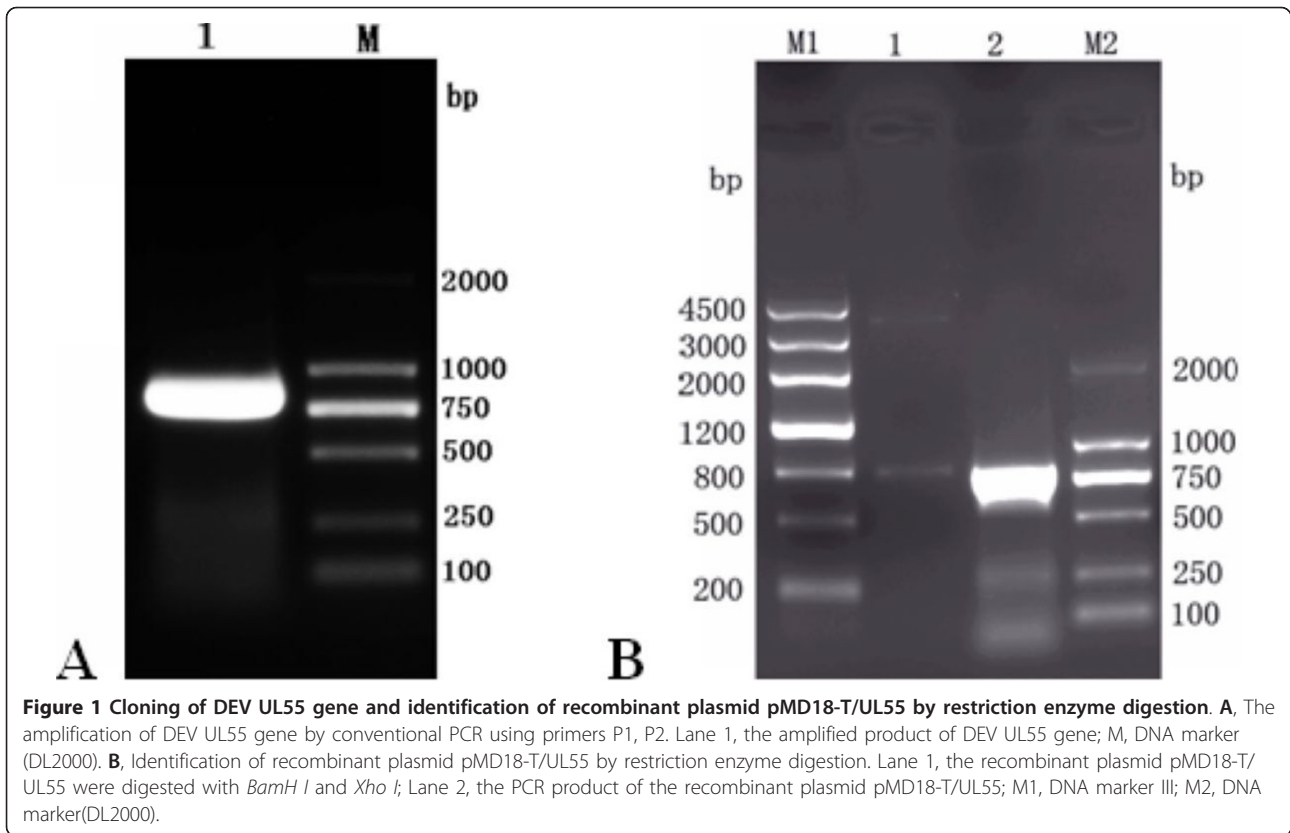 1 M
bp
2000
1000
750
500
250
100
A
M1 1 2 M2
bp bp
4500
3000
2000
1200
800
500
200
2000
1000
750
500
250
100
B
Figure 1 Cloning of DEV UL55 gene and identification of recombinant plasmid pMD18-T/UL55 by restriction enzyme digestion. A, The
amplification of DEV UL55 gene by conventional PCR using primers P1, P2. Lane 1, the amplified product of DEV UL55 gene; M, DNA marker
(DL2000). B, Identification of recombinant plasmid pMD18-T/UL55 by restriction enzyme digestion. Lane 1, the recombinant plasmid pMD18-T/
UL55 were digested with BamH I and Xho I; Lane 2, the PCR product of the recombinant plasmid pMD18-T/UL55; M1, DNA marker III; M2, DNA
marker(DL2000).